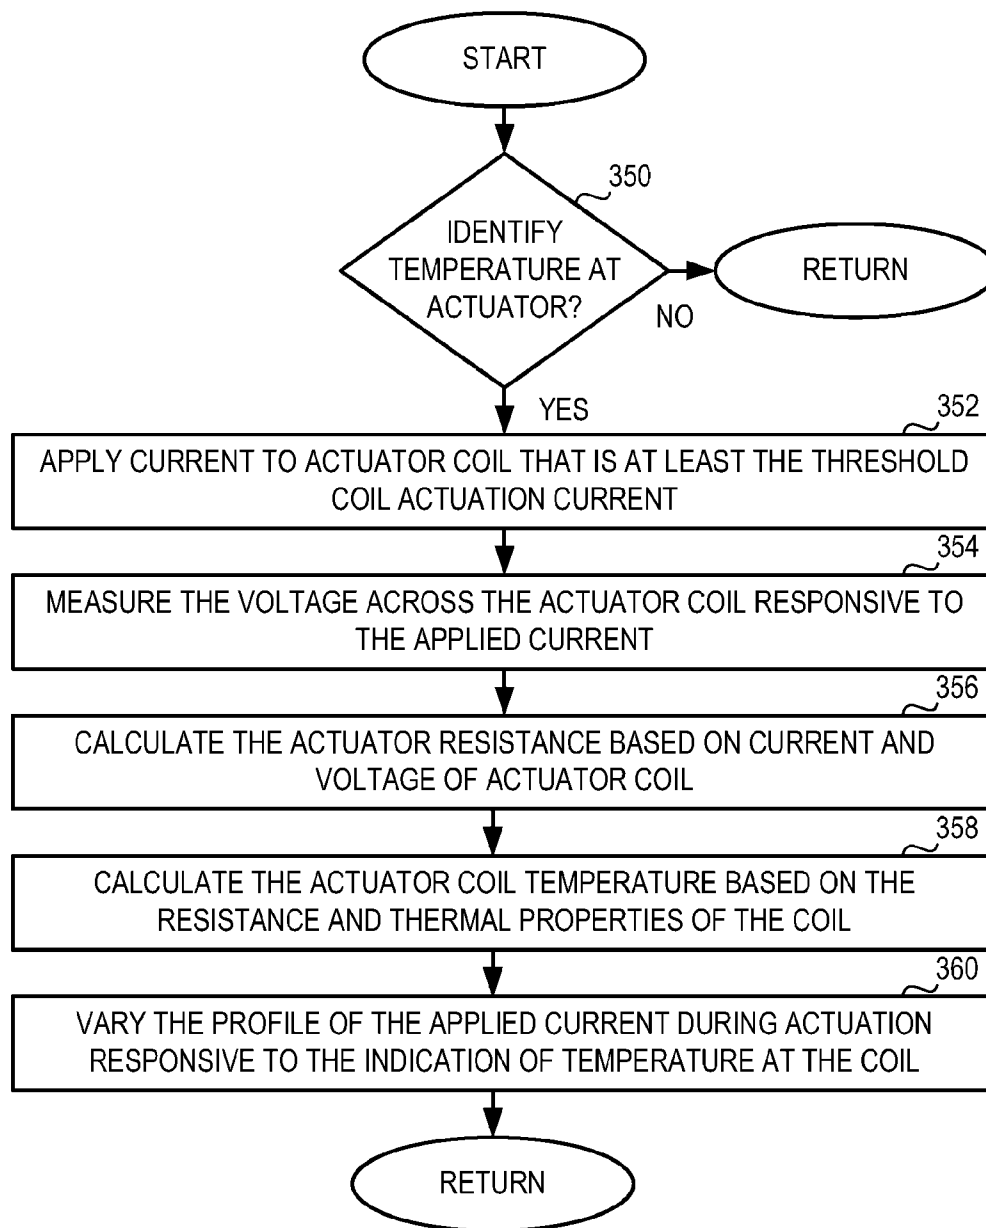 START
350
IDENTIFY
TEMPERATURE AT
ACTUATOR?
RETURN
NO
YES
352
APPLY CURRENT TO ACTUATOR COIL THAT IS AT LEAST THE THRESHOLD
COIL ACTUATION CURRENT
354
MEASURE THE VOLTAGE ACROSS THE ACTUATOR COIL RESPONSIVE TO
THE APPLIED CURRENT
356
CALCULATE THE ACTUATOR RESISTANCE BASED ON CURRENT AND
VOLTAGE OF ACTUATOR COIL
358
CALCULATE THE ACTUATOR COIL TEMPERATURE BASED ON THE
RESISTANCE AND THERMAL PROPERTIES OF THE COIL
360
VARY THE PROFILE OF THE APPLIED CURRENT DURING ACTUATION
RESPONSIVE TO THE INDICATION OF TEMPERATURE AT THE COIL
RETURN